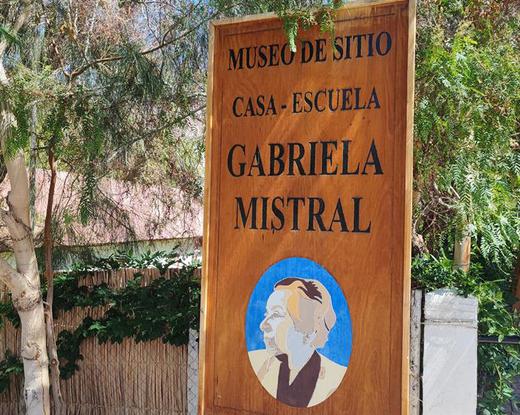 MUSEO DE SITIO
CASA - ESCUELA
GABRIELA
MISTRAL